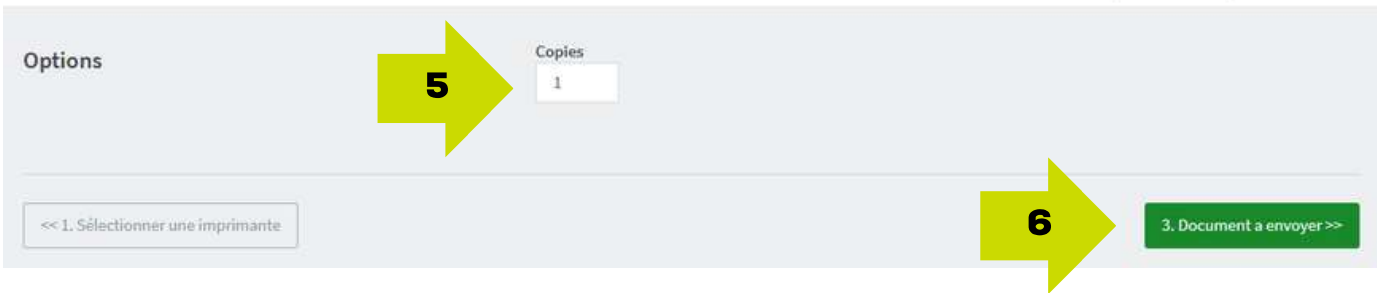 Copies
Options
5
1
<< 1. Sélectionner une imprimante
6
3. Document a envoyer >>